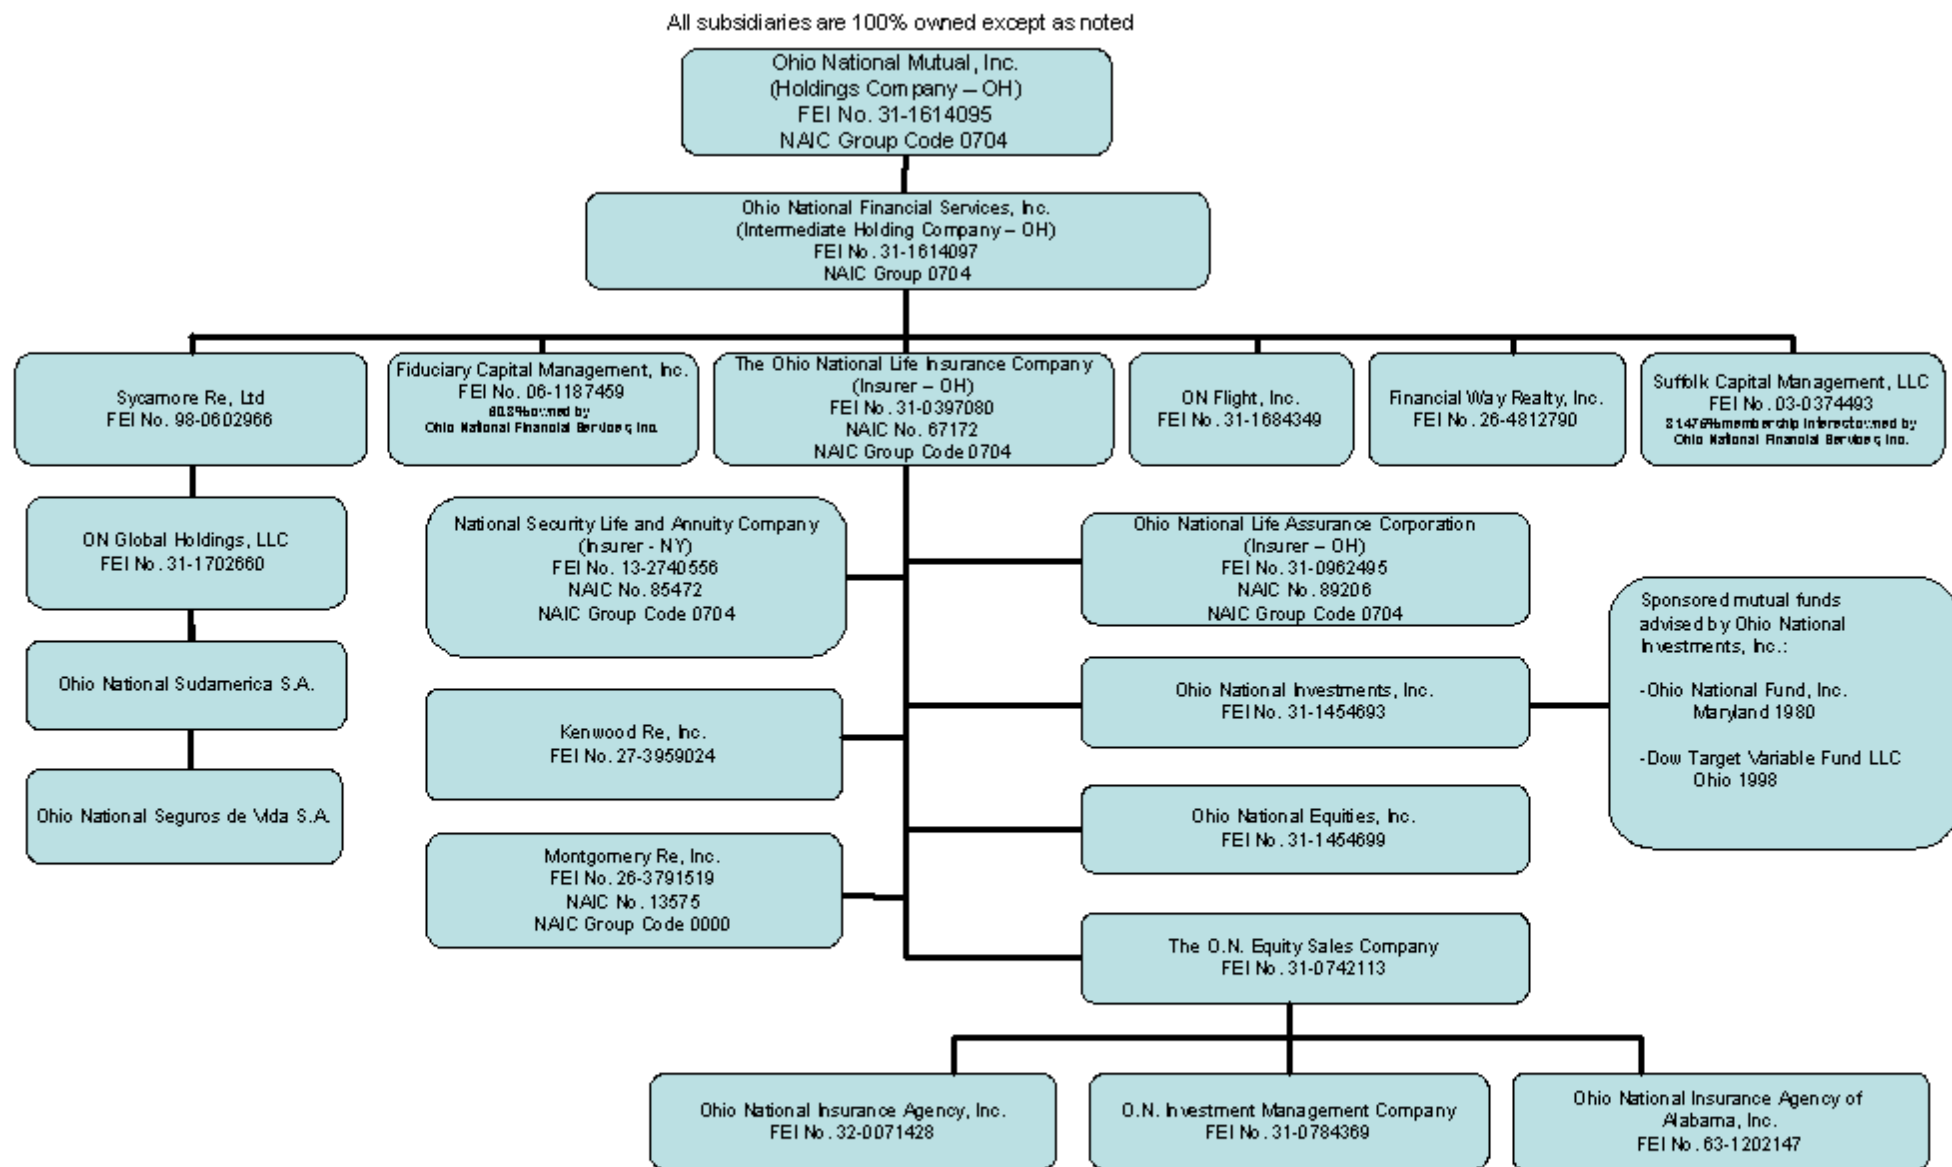 All subsidiaries are 100% owned except as noted
Ohio National Mutual, Inc.
(Holdings Company – OH)
FEI No. 31-1614095
NAIC Group Code 0704
Ohio National Financial Services, Inc.
(Intermediate Holding Company – OH)
FEI No. 31-1614097
NAIC Group 0704
Sycamore Re, Ltd
FEI No. 98-0602966
Fiduciary Capital Management, Inc.
FEI No. 06-1187459
owned by
Ohio National Financial Services, Inc.
The Ohio National Life Insurance Company
(Insurer – OH)
FEI No. 31-0397080
NAIC No. 67172
NAIC Group Code 0704
ON Flight, Inc.
FEI No. 31-1684349
Financial Way Realty, Inc.
FEI No. 26-4812790
Suffolk Capital Management, LLC
FEI No. 03-0374493
membership interest owned by
Ohio National Financial Services, Inc.
ON Global Holdings, LLC
FEI No. 31-1702660
National Security Life and Annuity Company
(Insurer - NY)
FEI No. 13-2740556
NAIC No. 85472
NAIC Group Code 0704
Ohio National Life Assurance Corporation
(Insurer – OH)
FEI No. 31-0962495
NAIC No. 89206
NAIC Group Code 0704
Sponsored mutual funds
advised by Ohio National
Investments, Inc.:
-Ohio National Fund, Inc.
Maryland 1980
-Dow Target Variable Fund LLC
Ohio 1998
Ohio National Sudamerica S.A.
Kenwood Re, Inc.
FEI No. 27-3959024
Ohio National Investments, Inc.
FEI No. 31-1454693
Ohio National Seguros de Vida S.A.
Ohio National Equities, Inc.
FEI No. 31-1454699
Montgomery Re, Inc.
FEI No. 26-3791519
NAIC No. 13575
NAIC Group Code 0000
The O.N. Equity Sales Company
FEI No. 31-0742113
Ohio National Insurance Agency, Inc.
FEI No. 32-0071428
O.N. Investment Management Company
FEI No. 31-0784369
Ohio National Insurance Agency of
Alabama, Inc.
FEI No. 63-1202147